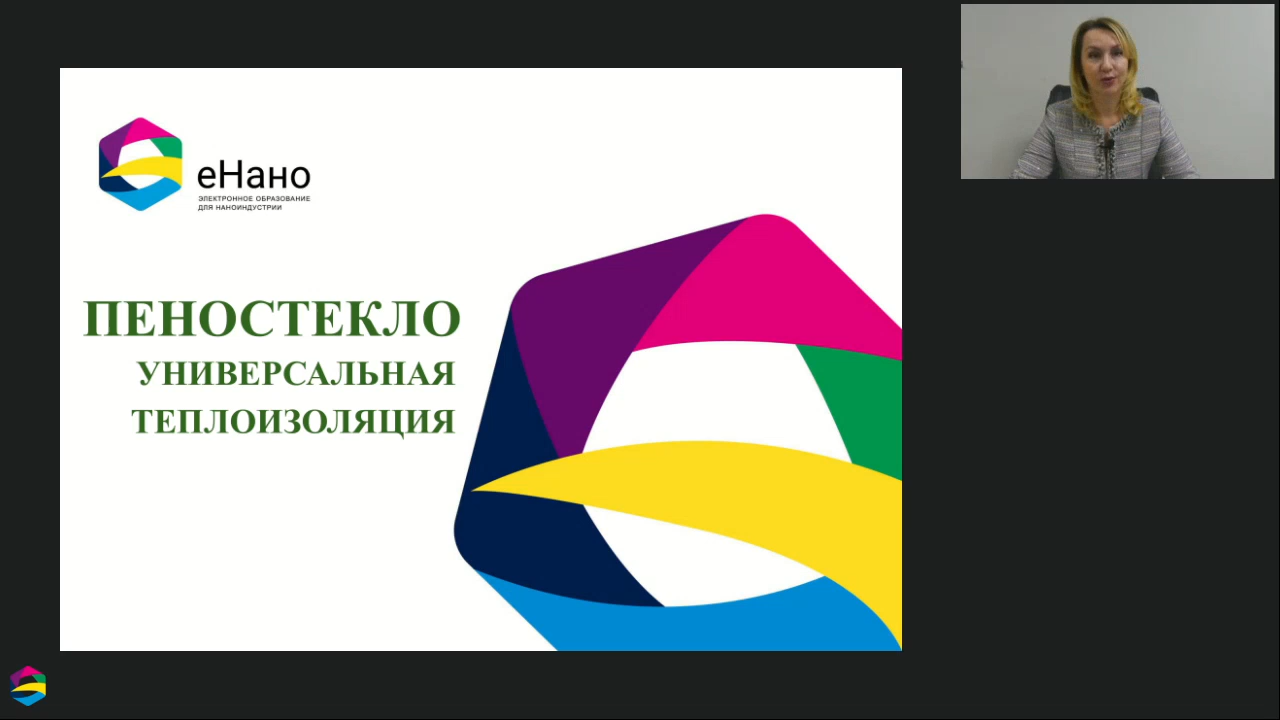 еНано
ЭЛЕКТРОННОЕ ОБРАЗОВАНИЕ
ДЛЯ НАНОИНДУСТРИИ
ПЕНОСТЕКЛО
УНИВЕРСАЛЬНАЯ
ТЕПЛОИЗОЛЯЦИЯ